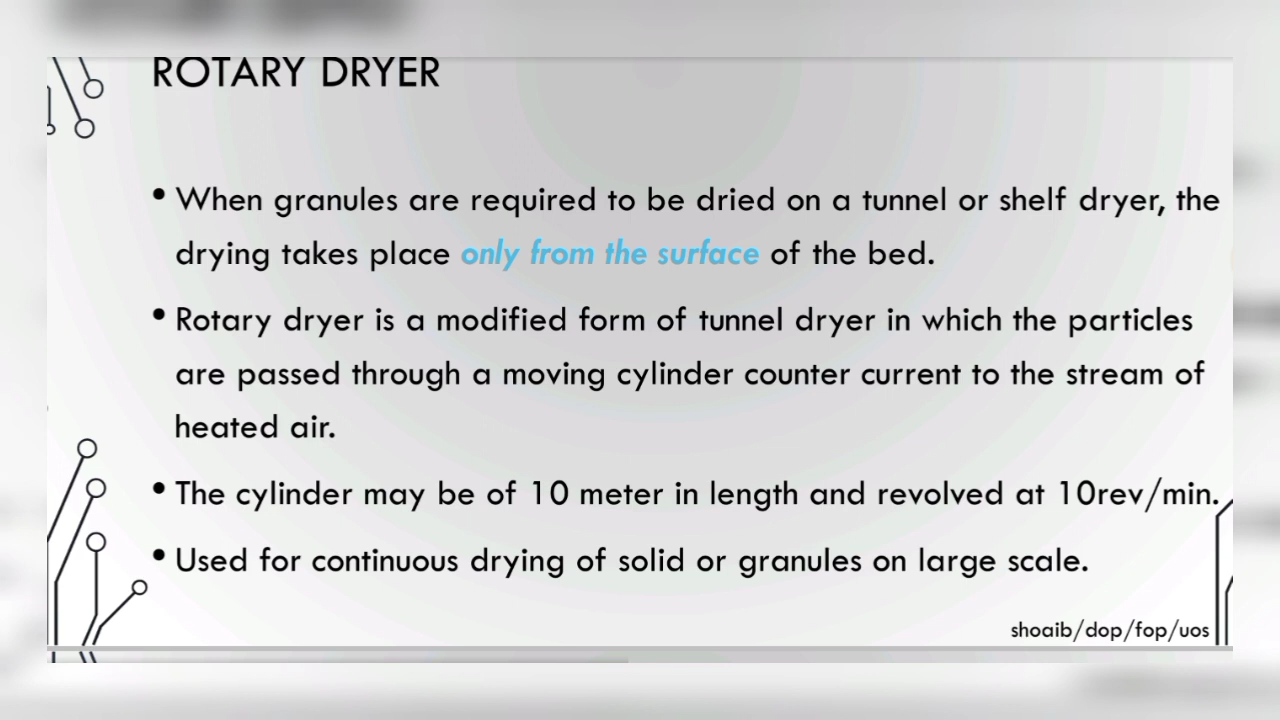 ROTARY DRYER
• When granules are required to be dried on a tunnel or shelf dryer, the
drying takes place only from the surface of the bed.
• Rotary dryer is a modified form of tunnel dryer in which the particles
are passed through a moving cylinder counter current to the stream of
heated air.
• The cylinder may be of 10 meter in length and revolved at 10rev/min.
• Used for continuous drying of solid or granules on large scale.
shoaib/dop/fop/uos